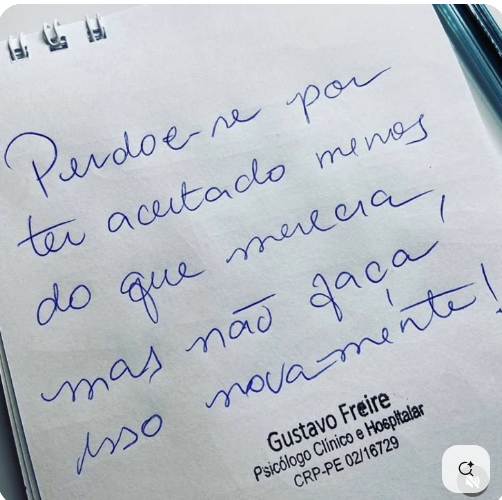 Perdoe-se por
ter aceitado menos
do que merecia,
mas não faça
isso novamente!
Gustavo Freire
Psicólogo Clínico e Hospitalar
CRP-PE 02/16729